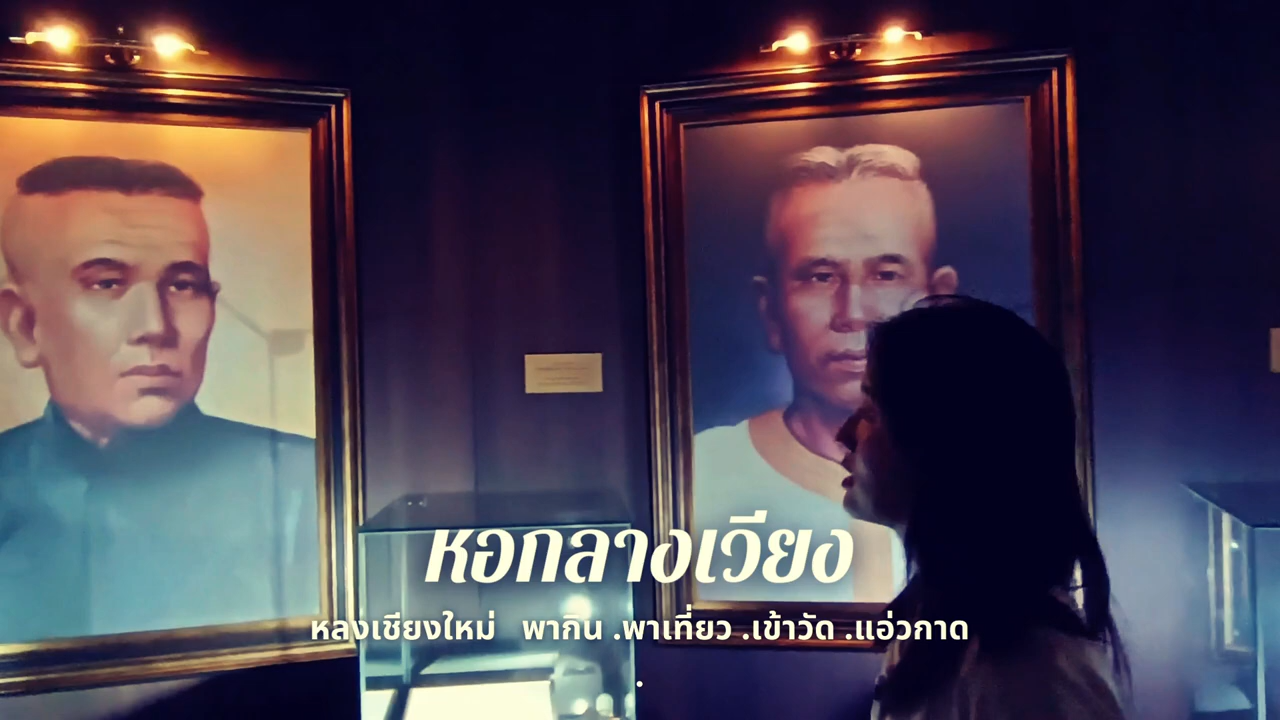 หอกลางเวียง
หลงเชียงใหม่ พากิน .พาเที่ยว .เข้าวัด .แอ่วกาด
.